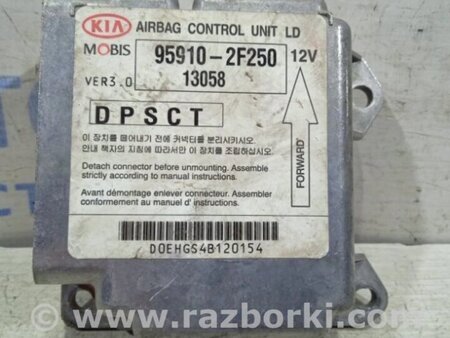 KIA AIRBAG CONTROL UNIT LD
MOBIS 95910-2F250 12V
VER3.0 13058
DPSCT
이 장치를 떼어내기 전에 커넥터를 분리시키시오
안내 책자의 지침에 따라서만 이 장치를 조립하십시오.
Detach connector before unmounting. Assemble
strictly according to manual instructions.
Avant démontage enlever connecteur. Assembler
conformement au manuel d' instructions.
FORWARD
D0EHGS4B120154
www.razborki.com